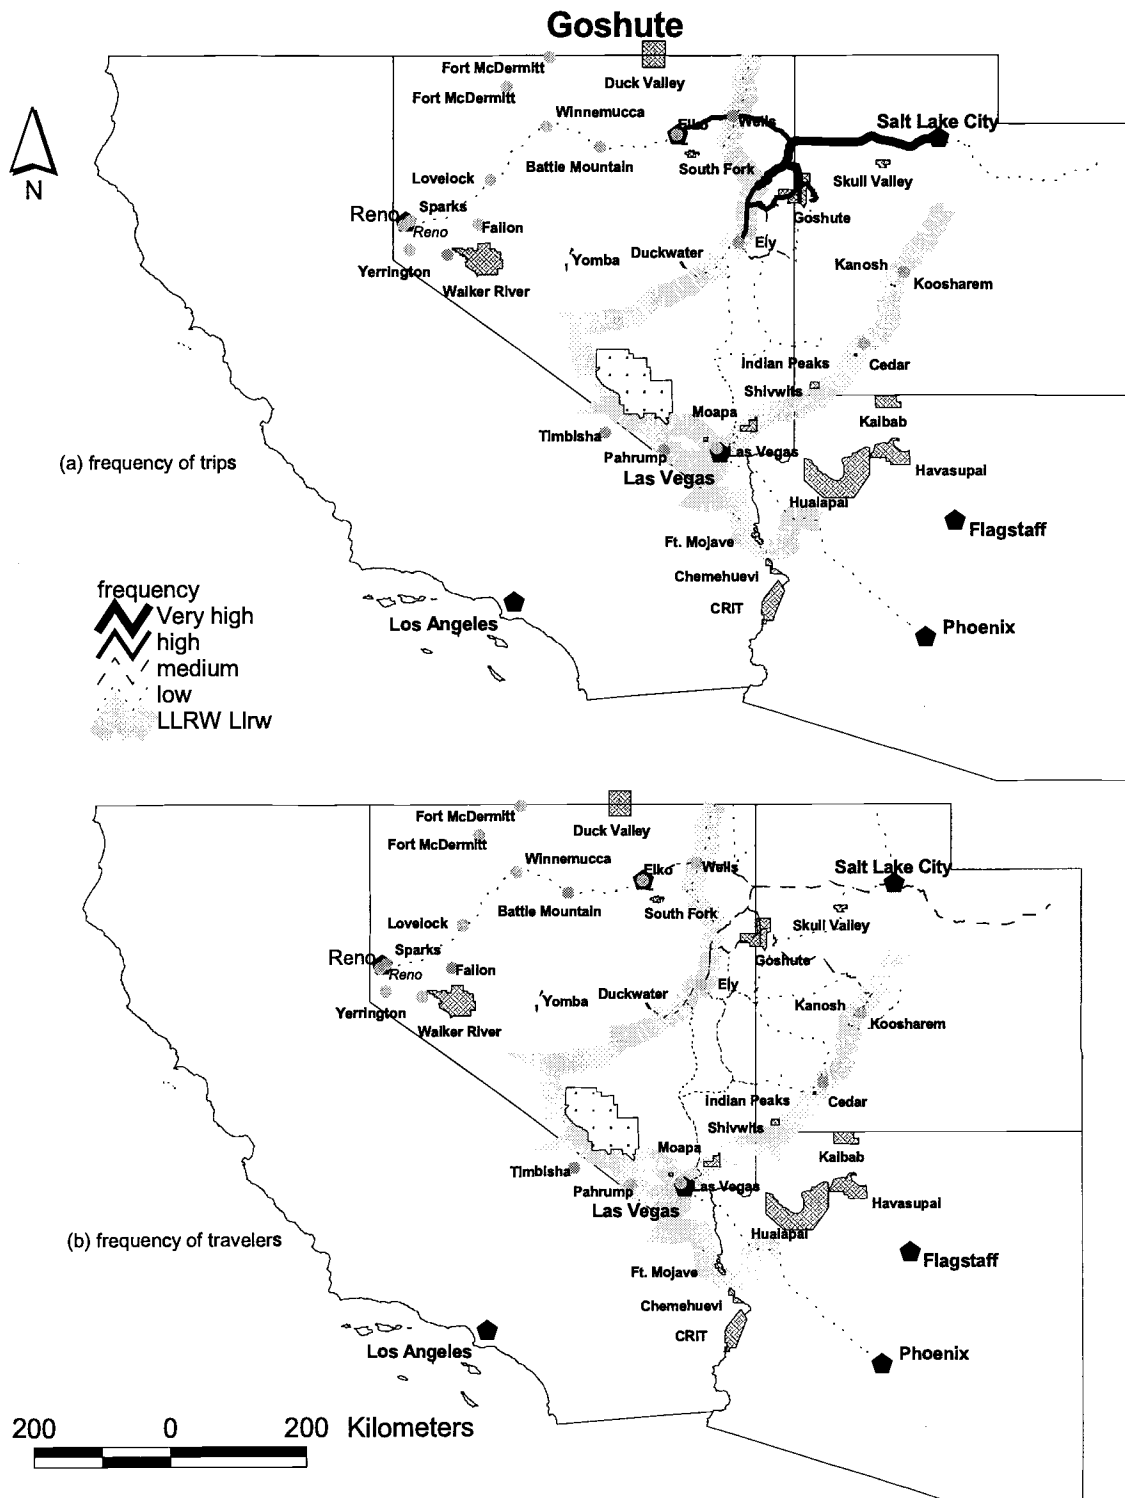 Goshute
Fort McDermitt
Duck Valley
Fort McDermitt
Winnemucca
Elko
Wells
Salt Lake City
Battle Mountain
South Fork
Skull Valley
N
Lovelock
Sparks
Reno
Reno
Fallon
Goshute
Ely
Yerrington
Yomba
Duckwater
Kanosh
Koosharem
Walker River
Indian Peaks
Cedar
Shivwits
Moapa
Kaibab
Timbisha
(a) frequency of trips
Pahrump
Las Vegas
Las Vegas
Havasupai
Hualapai
Flagstaff
Ft. Mojave
Chemehuevi
CRIT
Los Angeles
Phoenix
frequency
Very high
high
medium
low
LLRW Llrw
Fort McDermitt
Duck Valley
Fort McDermitt
Winnemucca
Elko
Wells
Salt Lake City
Battle Mountain
South Fork
Skull Valley
Lovelock
Sparks
Reno
Reno
Fallon
Goshute
Ely
Yerrington
Yomba
Duckwater
Kanosh
Koosharem
Walker River
Indian Peaks
Cedar
Shivwits
Moapa
Kaibab
Timbisha
Pahrump
Las Vegas
Las Vegas
Havasupai
(b) frequency of travelers
Hualapai
Flagstaff
Ft. Mojave
Chemehuevi
CRIT
Los Angeles
Phoenix
200 0 200 Kilometers